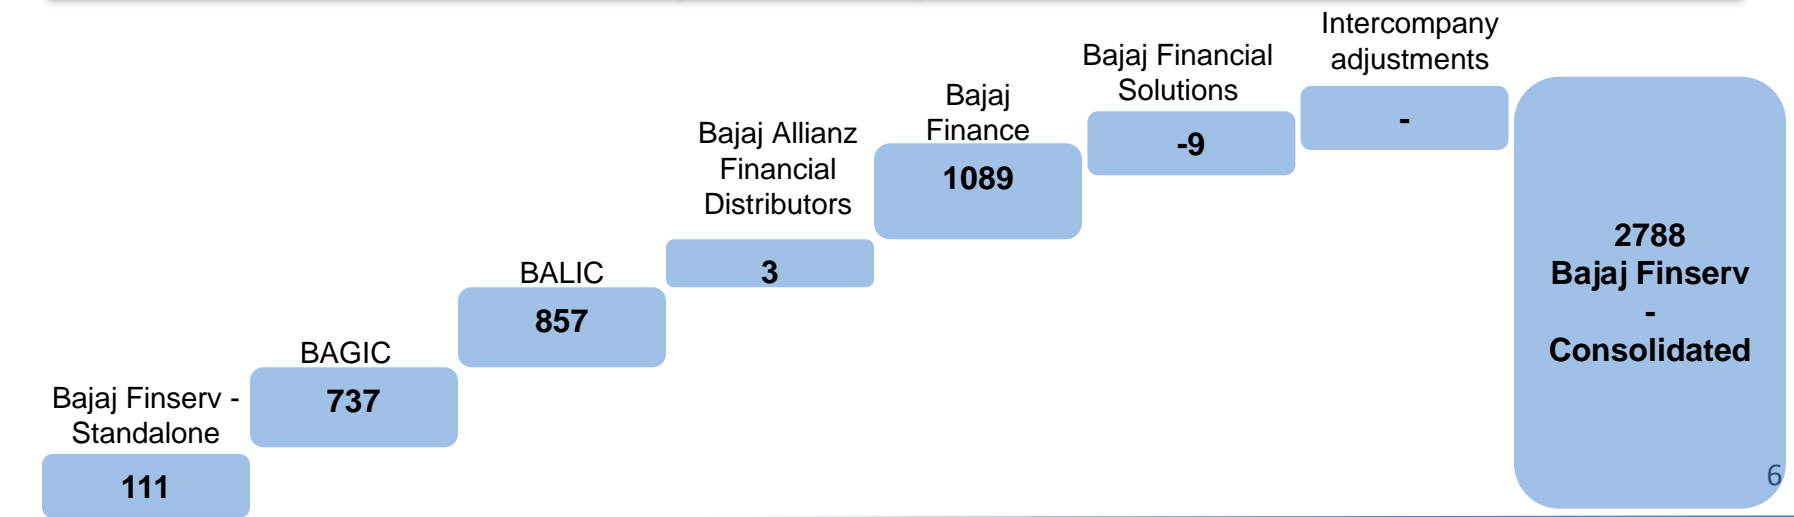 Bajaj Finserv -
Standalone
111
BAGIC
737
BALIC
857
Bajaj Allianz
Financial
Distributors
3
Bajaj
Finance
1089
Bajaj Financial
Solutions
-9
Intercompany
adjustments
-
2788
Bajaj Finserv
-
Consolidated
6